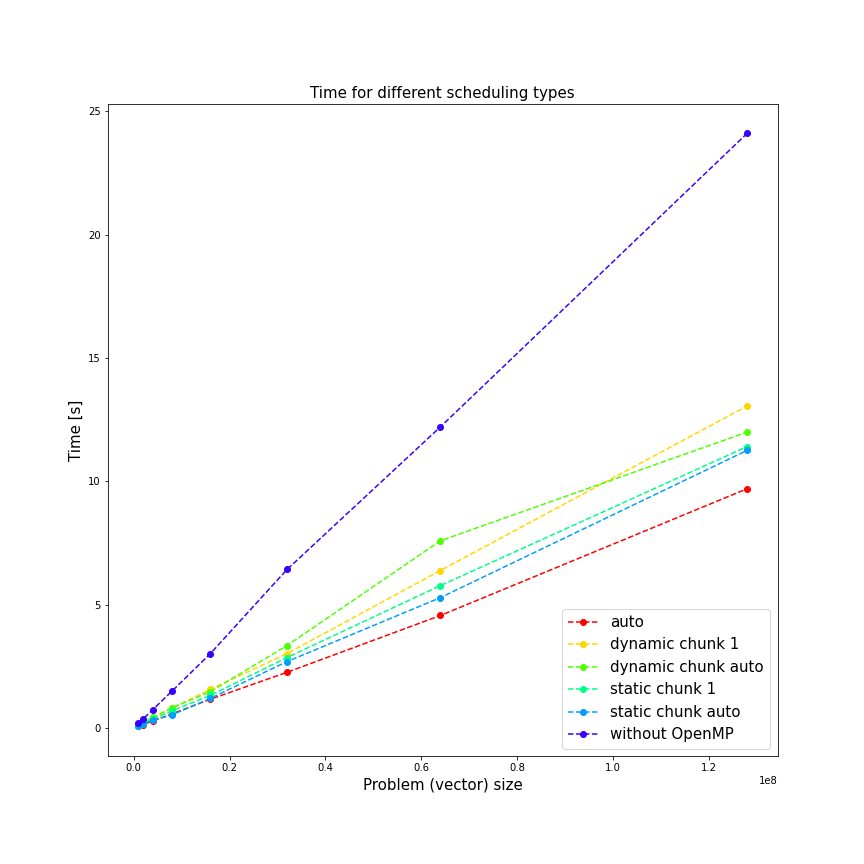 Time for different scheduling types
25
20
15
10
5
0
Time [s]
auto
dynamic chunk 1
dynamic chunk auto
static chunk 1
static chunk auto
without OpenMP
0.0 0.2 0.4 0.6 0.8 1.0 1.2
1e8
Problem (vector) size